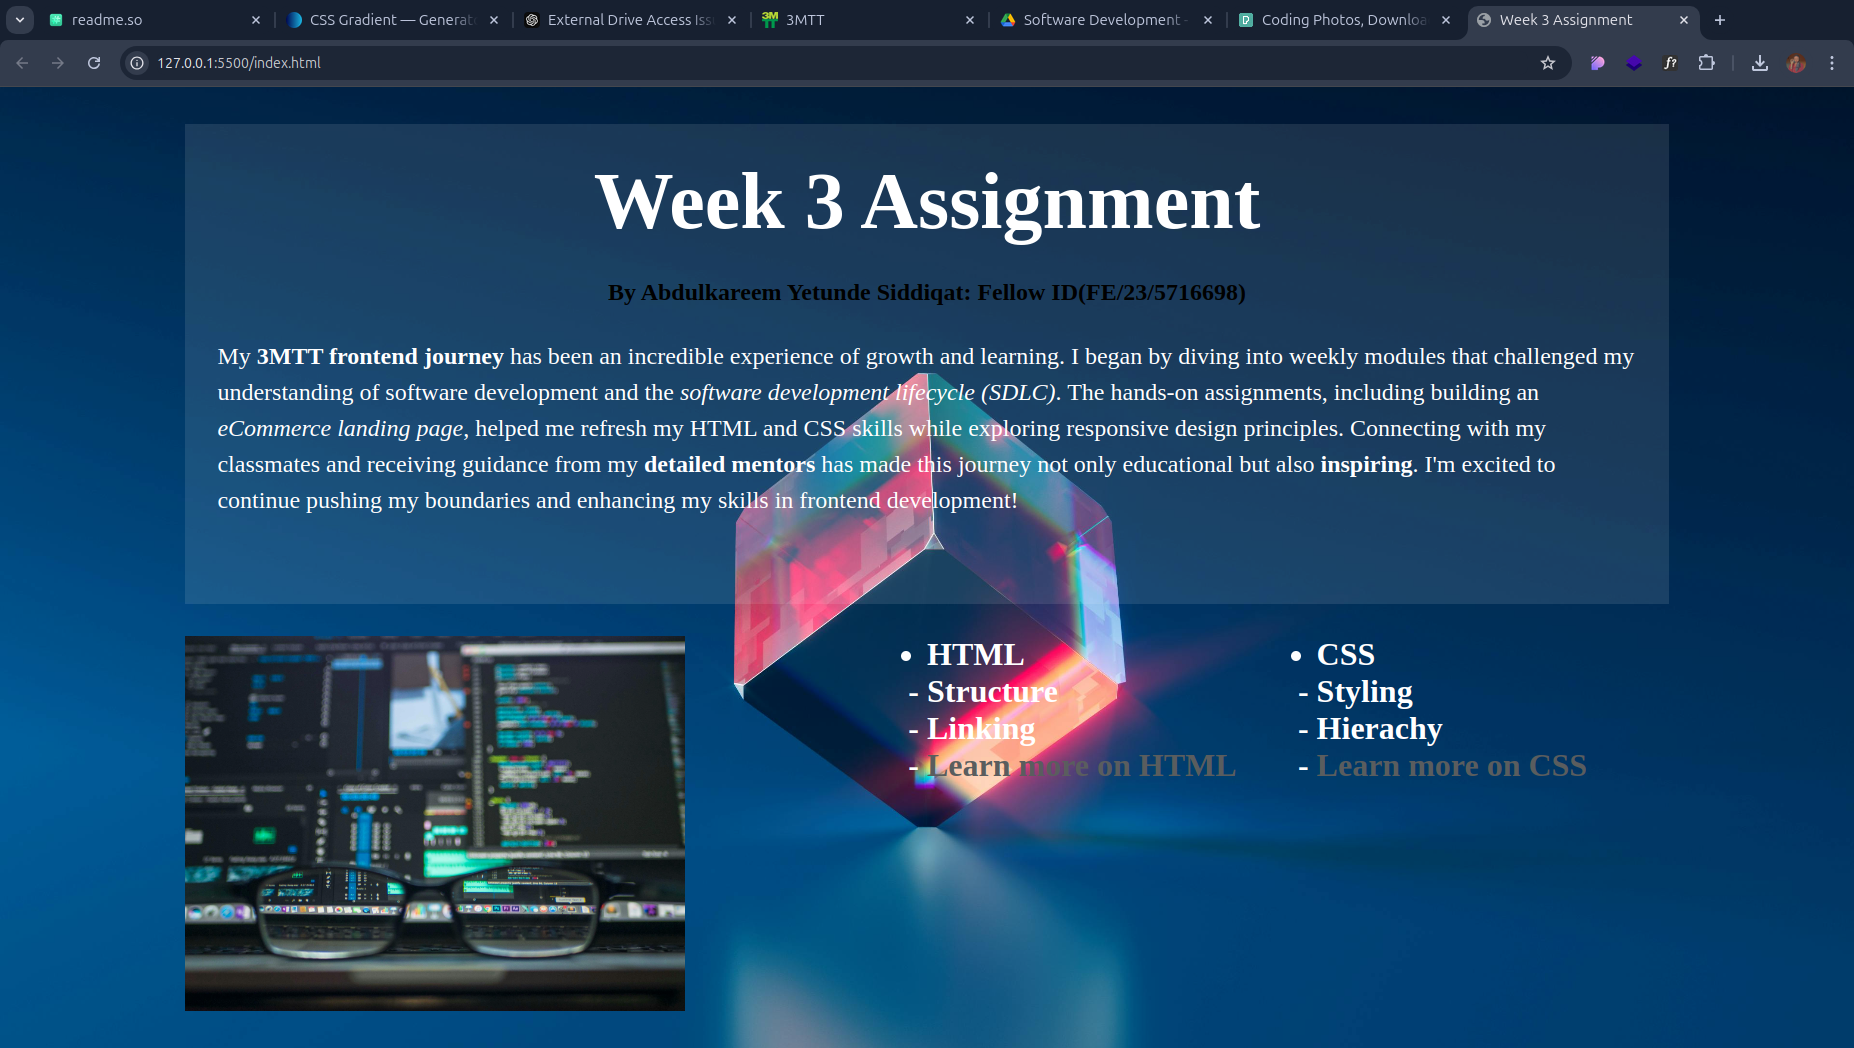 readme.so
CSS Gradient — Generat
External Drive Access Iss
3MTT
Software Development -
Coding Photos, Downloa
Week 3 Assignment
127.0.0.1:5500/index.html
f?
Week 3 Assignment
By Abdulkareem Yetunde Siddiqat: Fellow ID(FE/23/5716698)
My 3MTT frontend journey has been an incredible experience of growth and learning. I began by diving into weekly modules that challenged my
understanding of software development and the software development lifecycle (SDLC). The hands-on assignments, including building an
eCommerce landing page, helped me refresh my HTML and CSS skills while exploring responsive design principles. Connecting with my
classmates and receiving guidance from my detailed mentors has made this journey not only educational but also inspiring. I'm excited to
continue pushing my boundaries and enhancing my skills in frontend development!
• HTML
- Structure
- Linking
- Learn more on HTML
• CSS
- Styling
- Hierachy
- Learn more on CSS